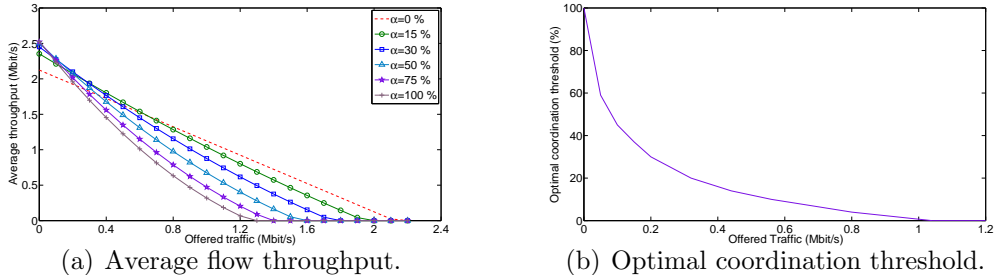 3
2.5
2
1.5
1
0.5
0
0
0.4
0.8
1.2
1.6
2
2.4
Average throughput (Mbit/s)
Offered traffic (Mbit/s)
α=0 %
α=15 %
α=30 %
α=50 %
α=75 %
α=100 %
(a) Average flow throughput.
100
80
60
40
20
0
0
0.2
0.4
0.6
0.8
1
1.2
Optimal coordination threshold (%)
Offered Traffic (Mbit/s)
(b) Optimal coordination threshold.